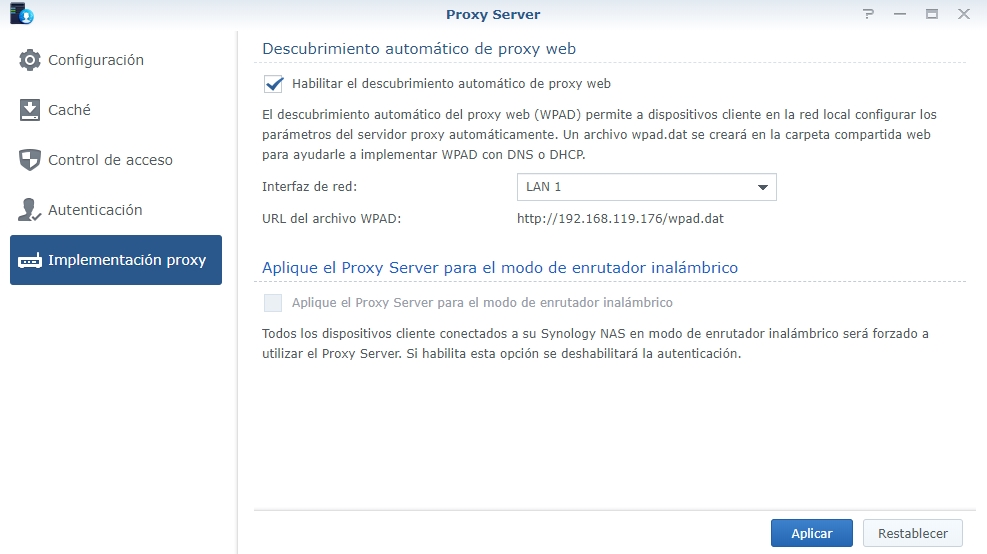 Proxy Server
Configuración
Caché
Control de acceso
Autenticación
Implementación proxy
Descubrimiento automático de proxy web
Habilitar el descubrimiento automático de proxy web
El descubrimiento automático del proxy web (WPAD) permite a dispositivos cliente en la red local configurar los
parámetros del servidor proxy automáticamente. Un archivo wpad.dat se creará en la carpeta compartida web
para ayudarle a implementar WPAD con DNS o DHCP.
Interfaz de red: LAN 1
URL del archivo WPAD: http://192.168.119.176/wpad.dat
Aplique el Proxy Server para el modo de enrutador inalámbrico
Aplique el Proxy Server para el modo de enrutador inalámbrico
Todos los dispositivos cliente conectados a su Synology NAS en modo de enrutador inalámbrico será forzado a
utilizar el Proxy Server. Si habilita esta opción se deshabilitará la autenticación.
Aplicar Restablecer